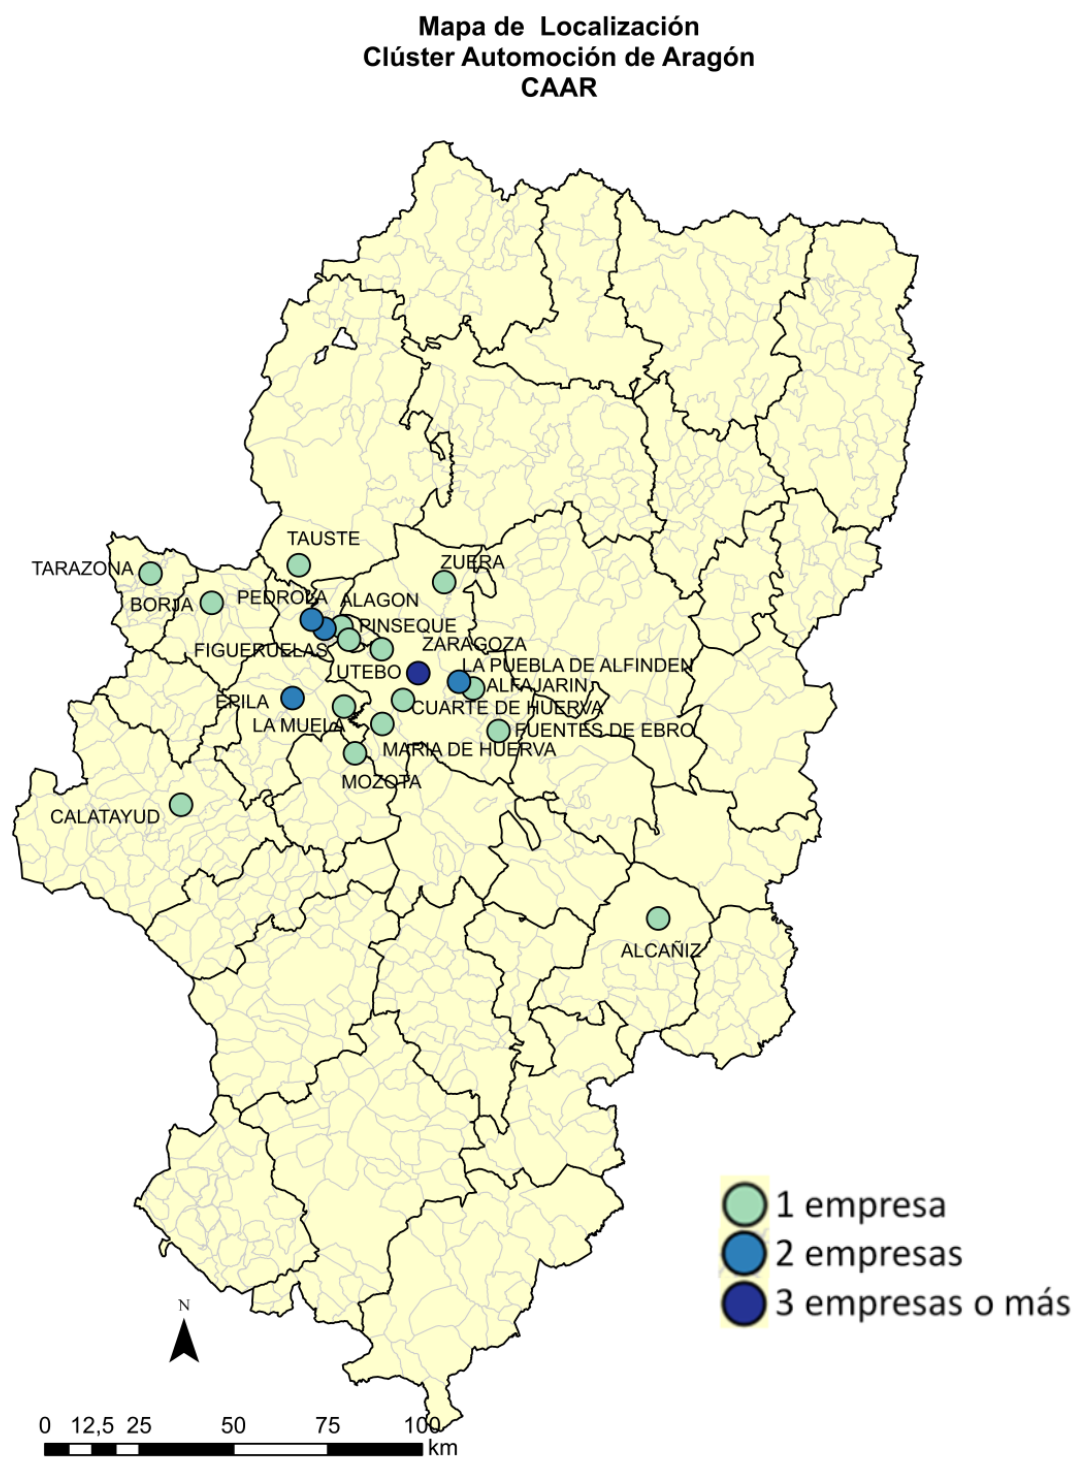 Mapa de Localización
Clúster Automoción de Aragón
CAAR
TAUSTE
ZUERA
TARAZONA
BORJA
PEDROLA
ALAGON
PINSEQUE
FIGUERUELAS
ZARAGOZA
UTEBO
LA PUEBLA DE ALFINDEN
ALFAJARIN
EPILA
CUARTE DE HUERVA
LA MUELA
FUENTES DE EBRO
MARIA DE HUERVA
MOZOTA
CALATAYUD
ALCAÑIZ
1 empresa
2 empresas
3 empresas o más
N
0 12,5 25 50 75 100
km